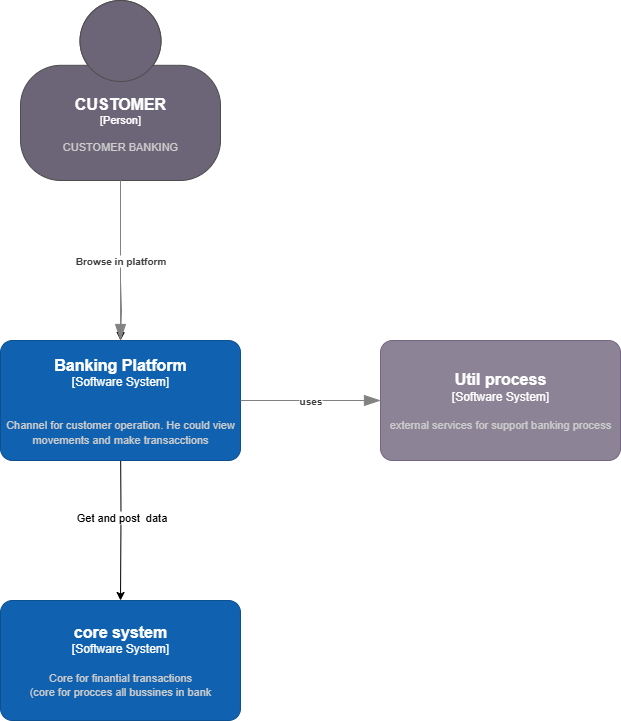 CUSTOMER
[Person]
CUSTOMER BANKING
Browse in platform
Banking Platform
[Software System]
Channel for customer operation. He could view
movements and make transacctions
uses
Util process
[Software System]
external services for support banking process
Get and post  data
core system
[Software System]
Core for finantial transactions
(core for procces all bussines in bank